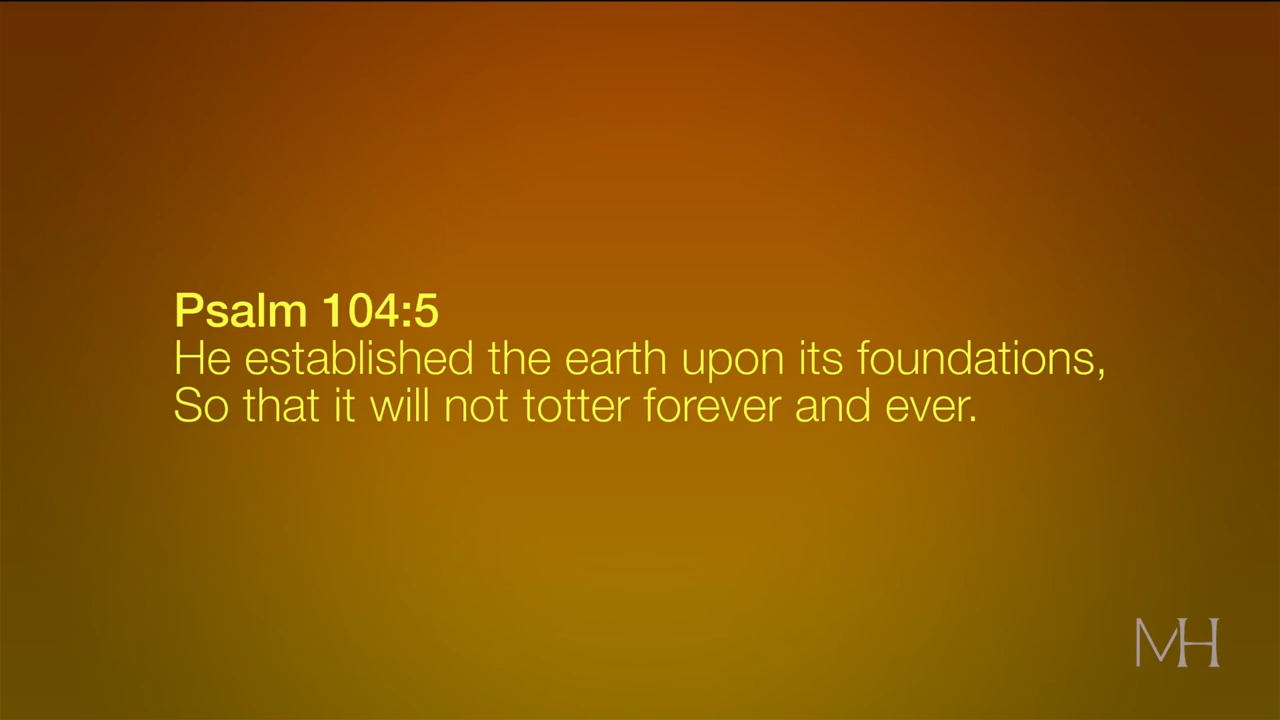 Psalm 104:5
He established the earth upon its foundations,
So that it will not totter forever and ever.
MH